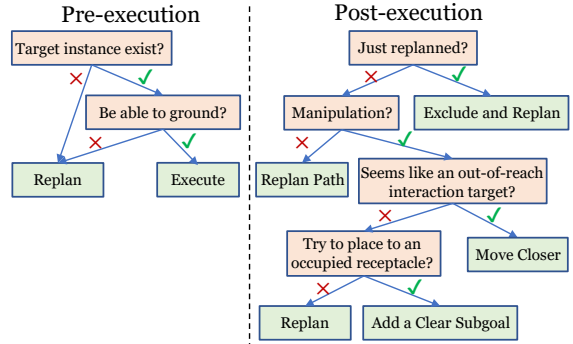 Pre-execution
Target instance exist?
Be able to ground?
Replan
Execute
Post-execution
Just replanned?
Manipulation?
Exclude and Replan
Replan Path
Seems like an out-of-reach
interaction target?
Try to place to an
occupied receptacle?
Move Closer
Replan
Add a Clear Subgoal